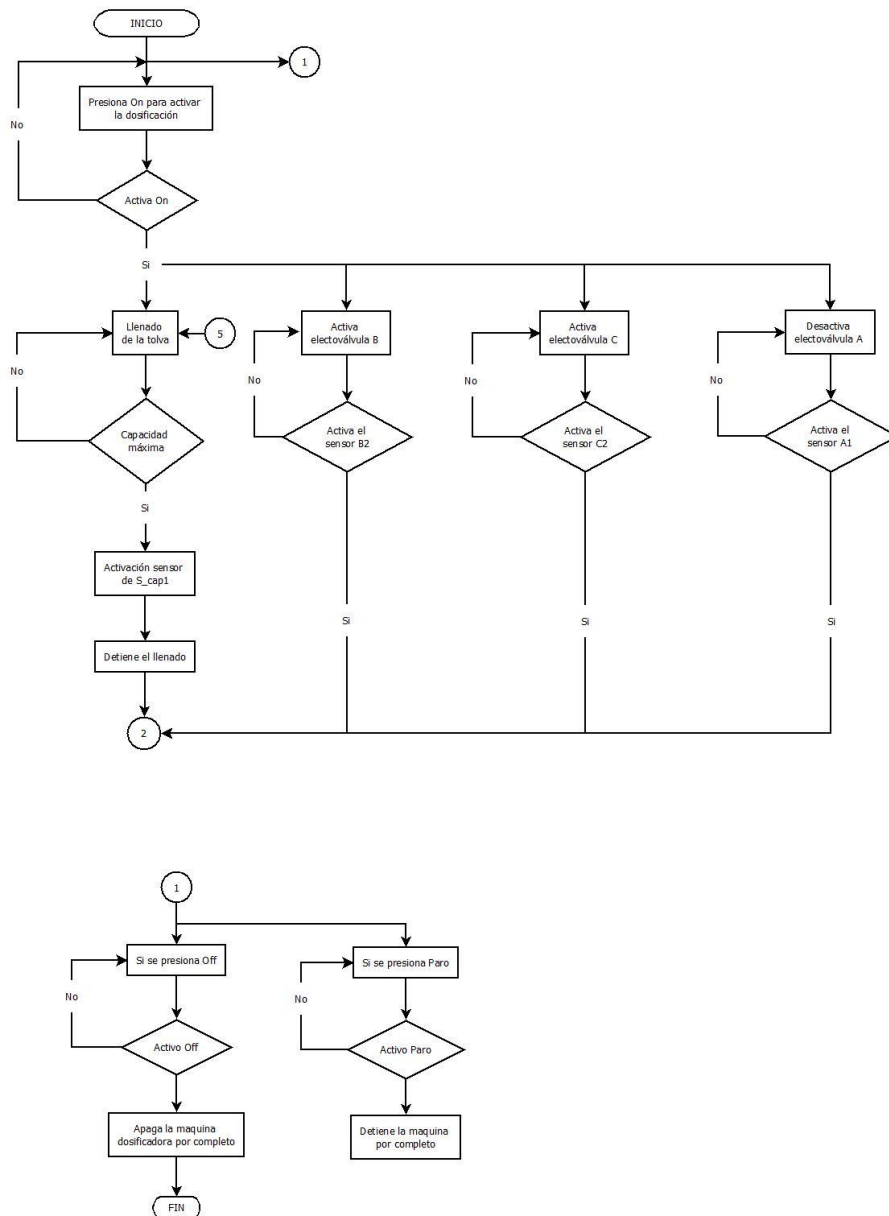 INICIO
1
Presiona On para activar
la dosificación
No
Activa On
Si
Llenado
de la tolva
5
Activa
electoválvula B
Activa
electoválvula C
Desactiva
electoválvula A
No
No
No
No
Capacidad
máxima
Activa el
sensor B2
Activa el
sensor C2
Activa el
sensor A1
Si
Activación sensor
de S_cap1
Si
Si
Si
Detiene el llenado
2
1
Si se presiona Off
Si se presiona Paro
No
No
Activo Off
Activo Paro
Apaga la maquina
dosificadora por completo
Detiene la maquina
por completo
FIN